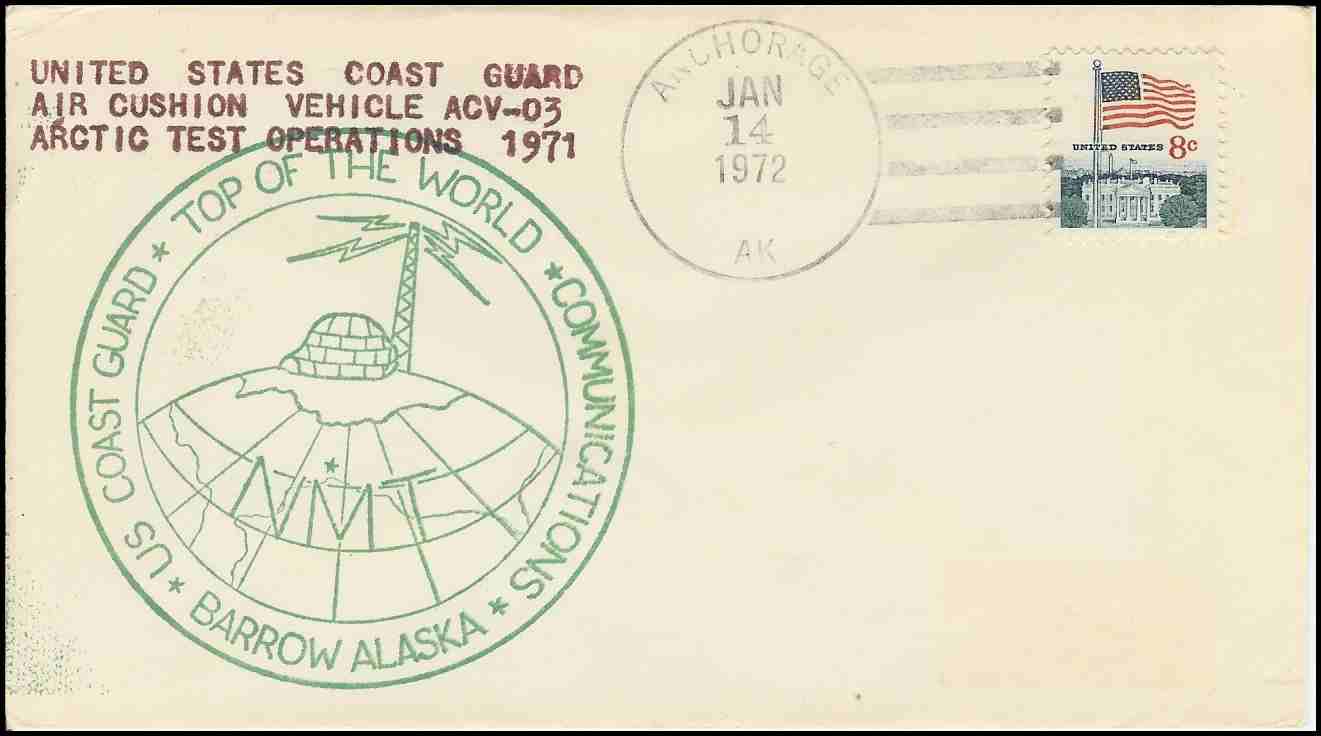 UNITED STATES COAST GUARD
AIR CUSHION VEHICLE ACV-03
ARCTIC TEST OPERATIONS 1971
ANCHORAGE
JAN
14
1972
AK
UNITED STATES 8c
US COAST GUARD * TOP OF THE WORLD * COMMUNICATIONS * BARROW ALASKA *
NMT